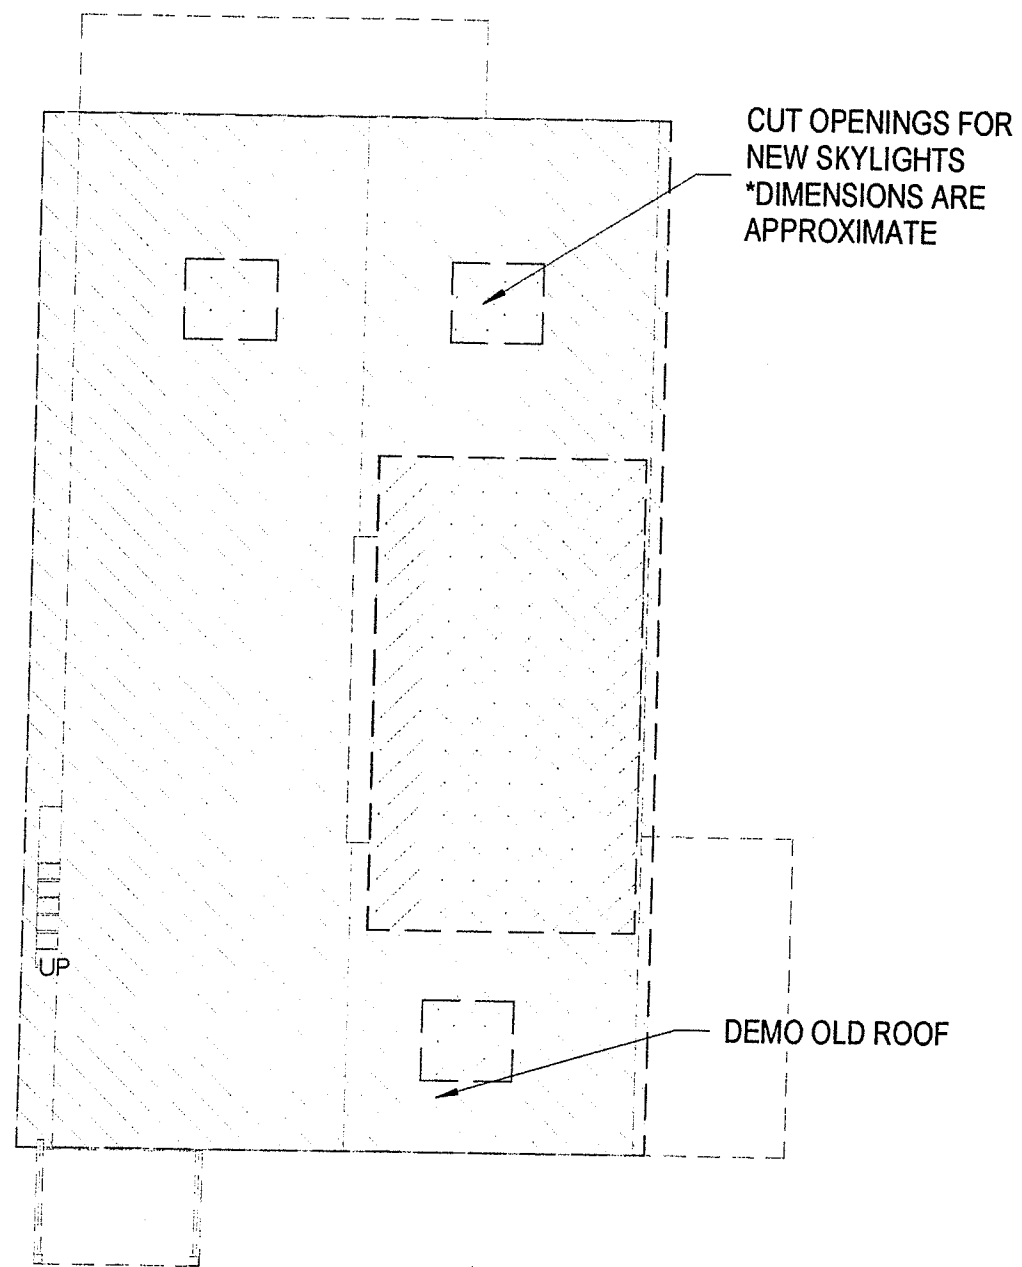 CUT OPENINGS FOR
NEW SKYLIGHTS
*DIMENSIONS ARE
APPROXIMATE
UP
DEMO OLD ROOF